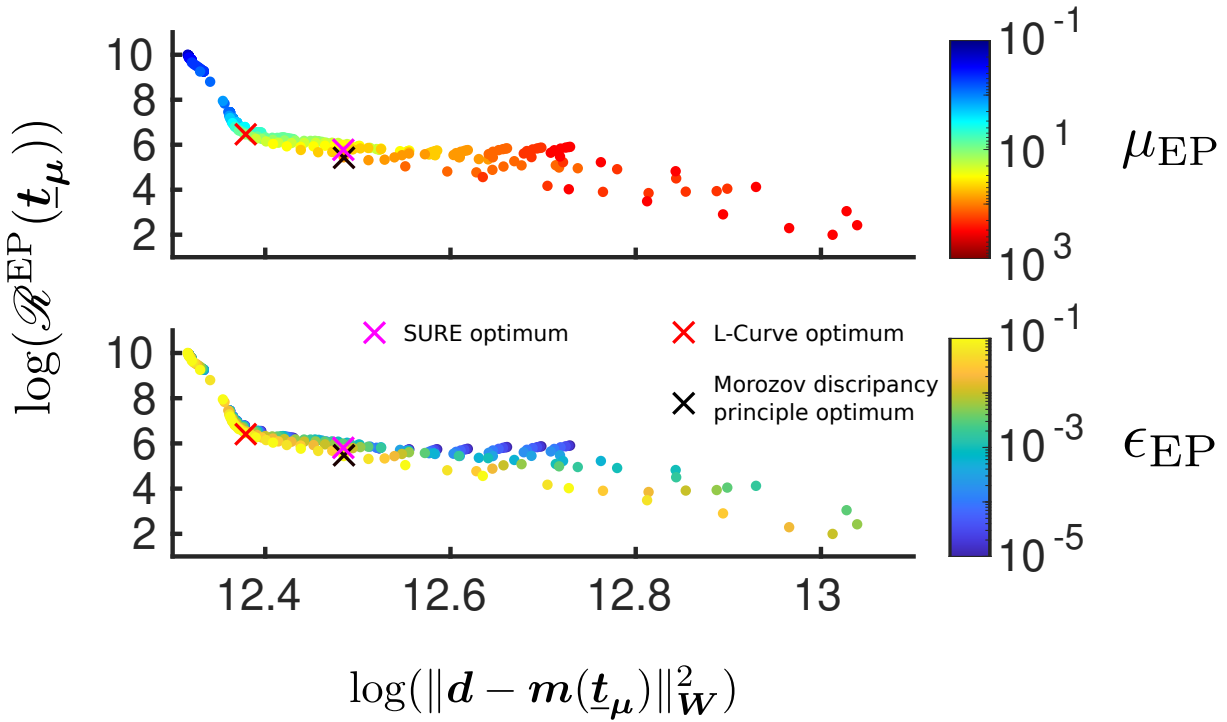 log(ℛ^EP(t_μ))
10
8
6
4
2
10^-1
10^1
10^3
μ_EP
SURE optimum
L-Curve optimum
Morozov discripancy
principle optimum
10
8
6
4
2
10^-1
10^-3
10^-5
ϵ_EP
12.4
12.6
12.8
13
log(‖d − m(t_μ)‖²_W)